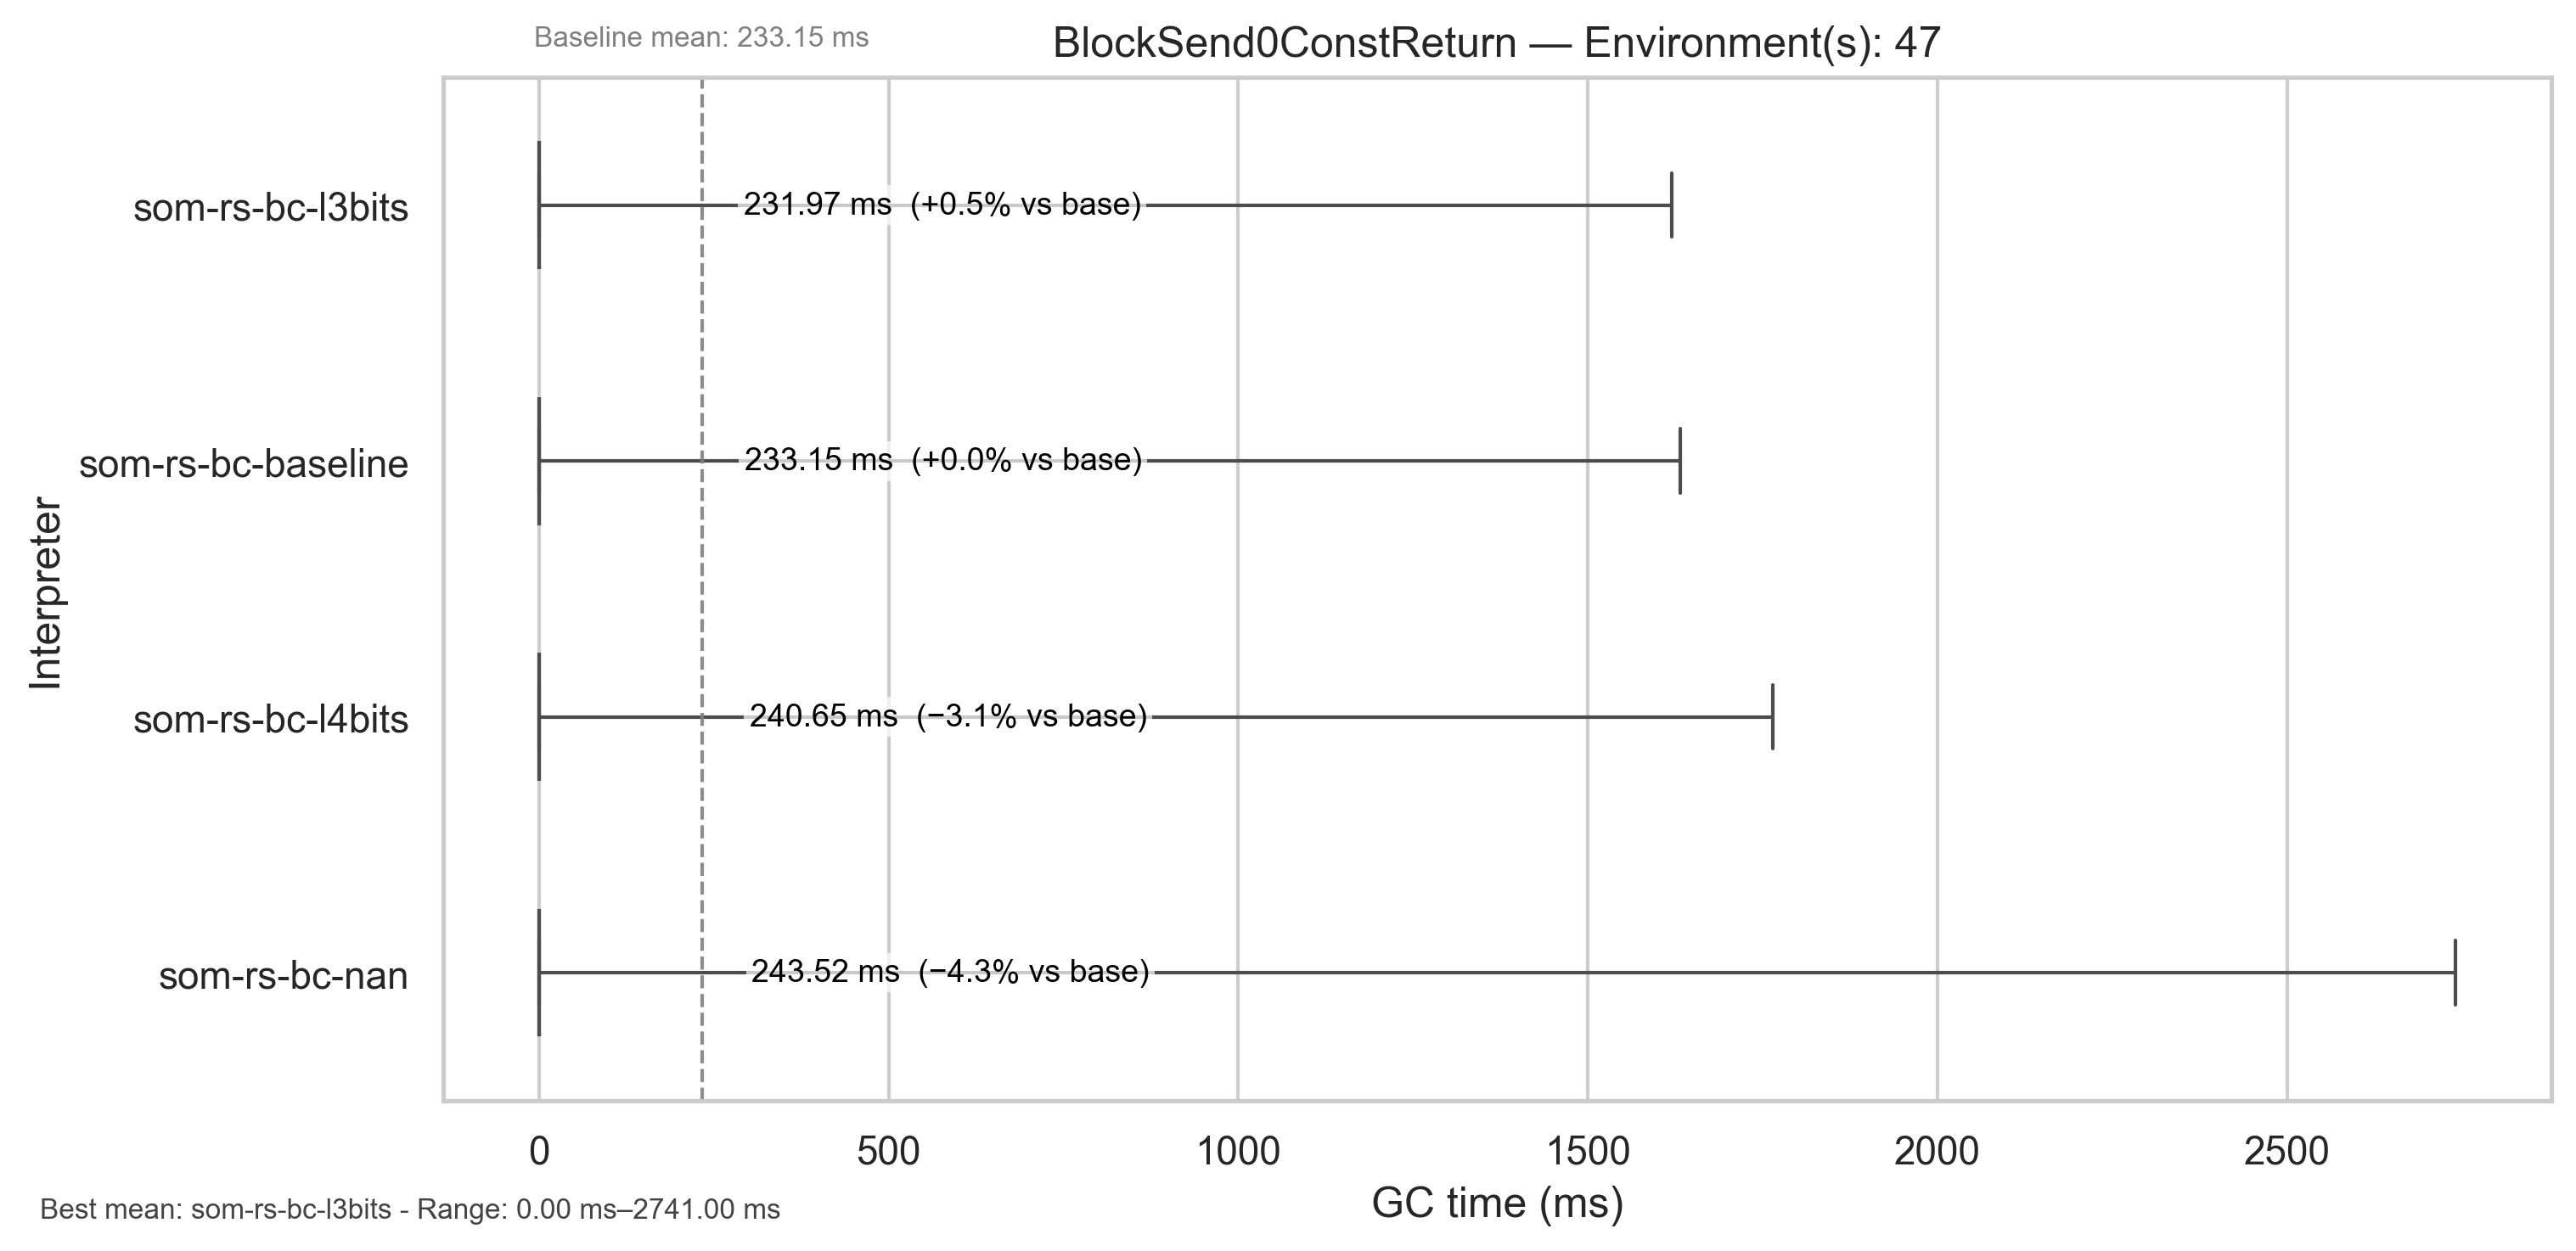 Baseline mean: 233.15 ms
BlockSend0ConstReturn — Environment(s): 47
som-rs-bc-l3bits
231.97 ms (+0.5% vs base)
som-rs-bc-baseline
233.15 ms (+0.0% vs base)
Interpreter
som-rs-bc-l4bits
240.65 ms (−3.1% vs base)
som-rs-bc-nan
243.52 ms (−4.3% vs base)
0 500 1000 1500 2000 2500
GC time (ms)
Best mean: som-rs-bc-l3bits - Range: 0.00 ms–2741.00 ms